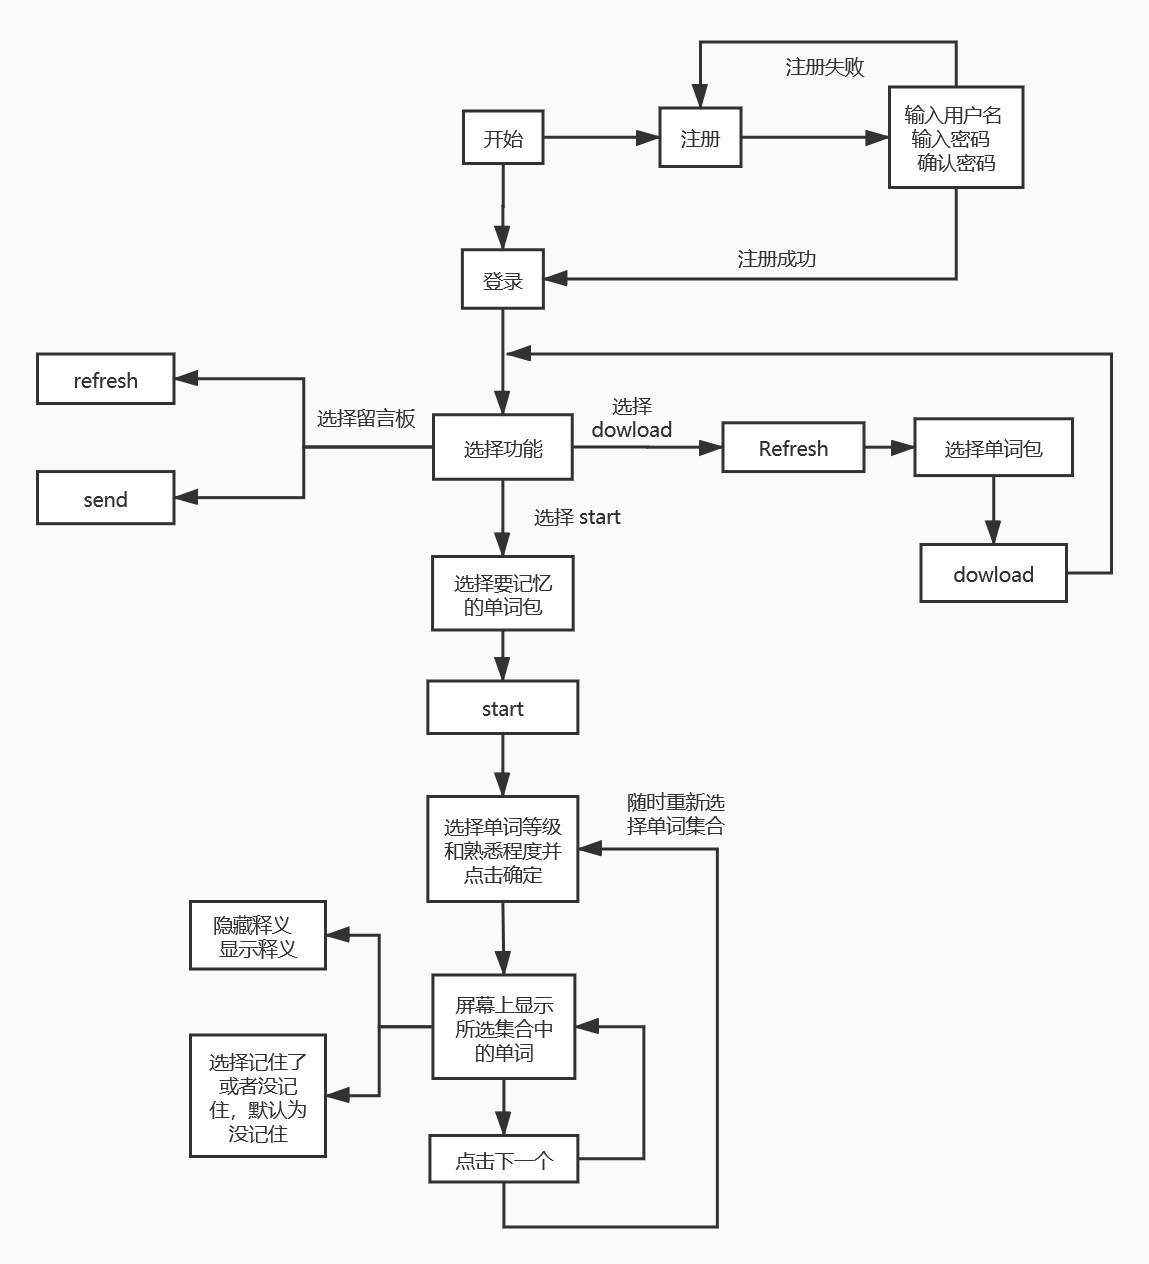 注册失败
开始
注册
输入用户名
输入密码
确认密码
注册成功
登录
refresh
选择留言板
send
选择功能
选择
dowload
Refresh
选择单词包
dowload
选择 start
选择要记忆
的单词包
start
选择单词等级
和熟悉程度并
点击确定
随时重新选
择单词集合
隐藏释义
显示释义
屏幕上显示
所选集合中
的单词
选择记住了
或者没记
住，默认为
没记住
点击下一个